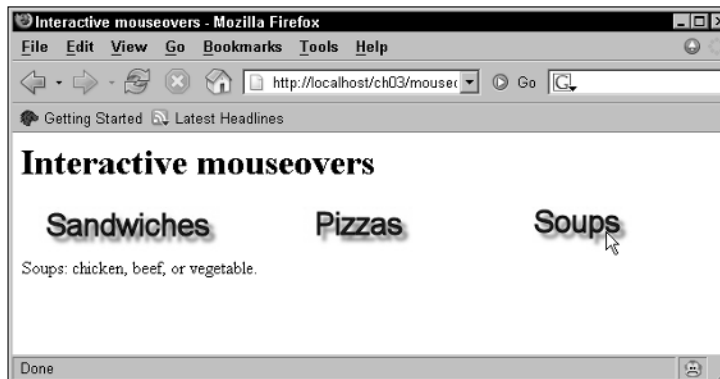 Interactive mouseovers - Mozilla Firefox
File Edit View Go Bookmarks Tools Help
http://localhost/ch03/mouse Go G
Getting Started Latest Headlines
Interactive mouseovers
Sandwiches Pizzas Soups
Soups: chicken, beef, or vegetable.
Done